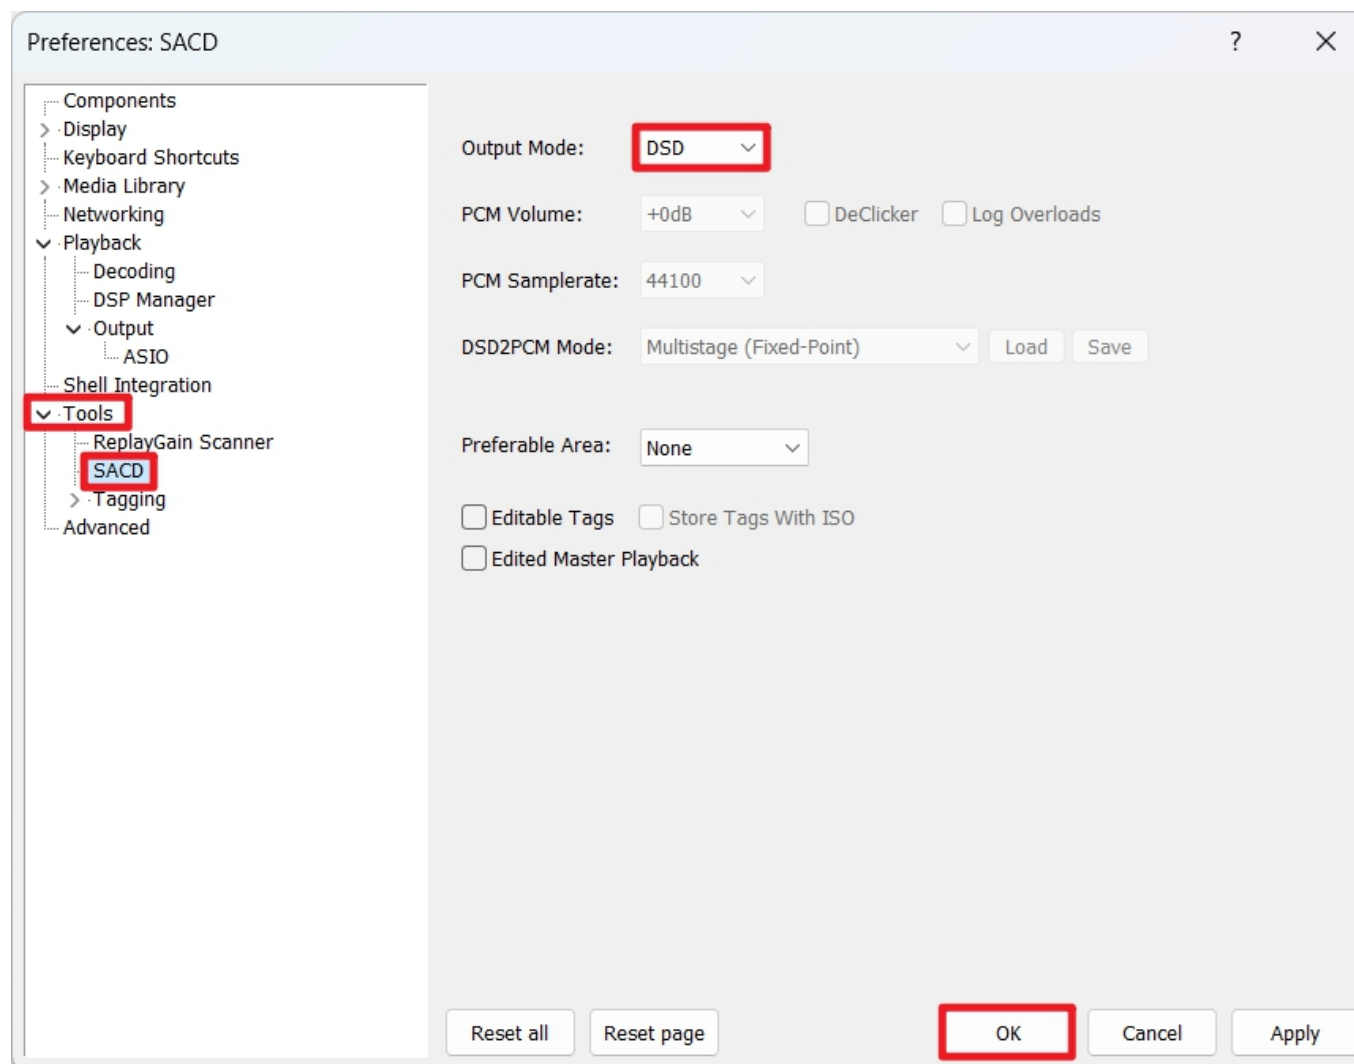 Preferences: SACD ?
Components
Display
Keyboard Shortcuts
Media Library
Networking
Playback
Decoding
DSP Manager
Output
ASIO
Shell Integration
Tools
ReplayGain Scanner
SACD
Tagging
Advanced
Output Mode: DSD
PCM Volume: +0dB DeClicker Log Overloads
PCM Samplerate: 44100
DSD2PCM Mode: Multistage (Fixed-Point) Load Save
Preferable Area: None
Editable Tags Store Tags With ISO
Edited Master Playback
Reset all Reset page OK Cancel Apply